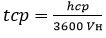 tcp = hcp / 3600 Vн